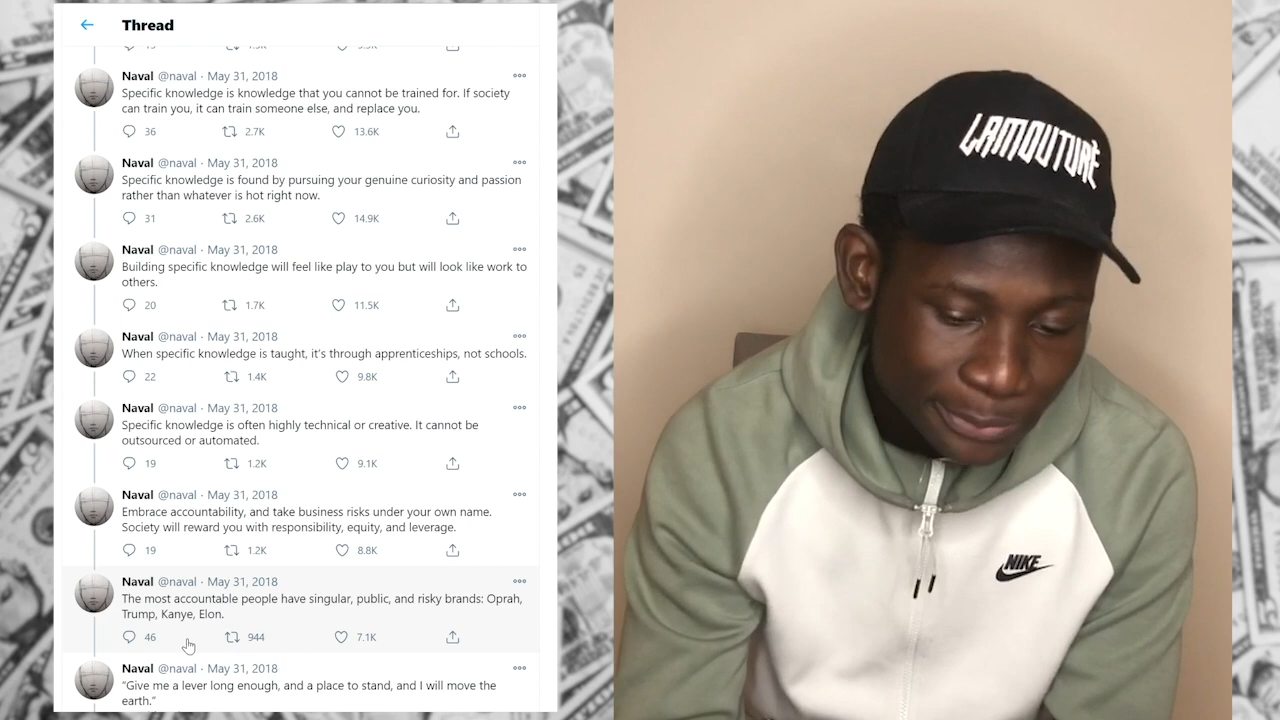 Thread
Naval @naval · May 31, 2018
Specific knowledge is knowledge that you cannot be trained for. If society
can train you, it can train someone else, and replace you.
36 2.7K 13.6K
Naval @naval · May 31, 2018
Specific knowledge is found by pursuing your genuine curiosity and passion
rather than whatever is hot right now.
31 2.6K 14.9K
Naval @naval · May 31, 2018
Building specific knowledge will feel like play to you but will look like work to
others.
20 1.7K 11.5K
Naval @naval · May 31, 2018
When specific knowledge is taught, it's through apprenticeships, not schools.
22 1.4K 9.8K
Naval @naval · May 31, 2018
Specific knowledge is often highly technical or creative. It cannot be
outsourced or automated.
19 1.2K 9.1K
Naval @naval · May 31, 2018
Embrace accountability, and take business risks under your own name.
Society will reward you with responsibility, equity, and leverage.
19 1.2K 8.8K
Naval @naval · May 31, 2018
The most accountable people have singular, public, and risky brands: Oprah,
Trump, Kanye, Elon.
46 944 7.1K
Naval @naval · May 31, 2018
"Give me a lever long enough, and a place to stand, and I will move the
earth."
LAMOUTURE
NIKE